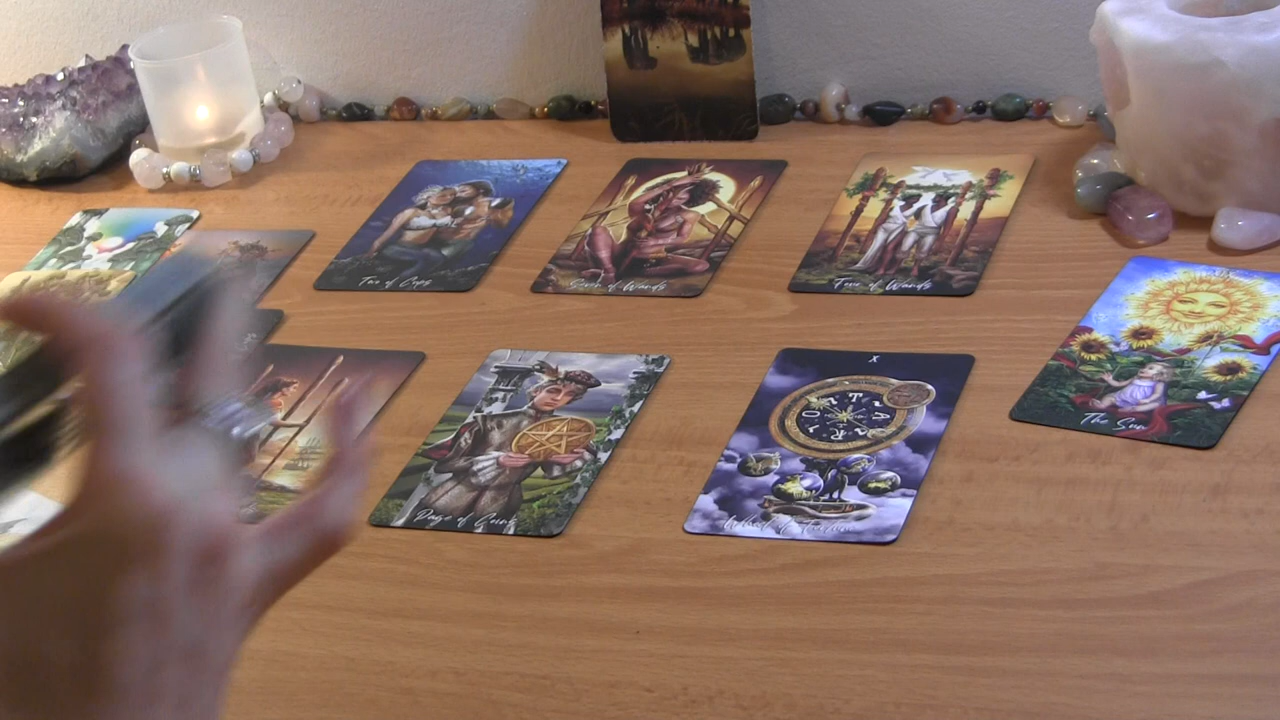 Two of Cups
Seven of Wands
Four of Wands
The Sun
Page of Coins
X
Wheel of Fortune